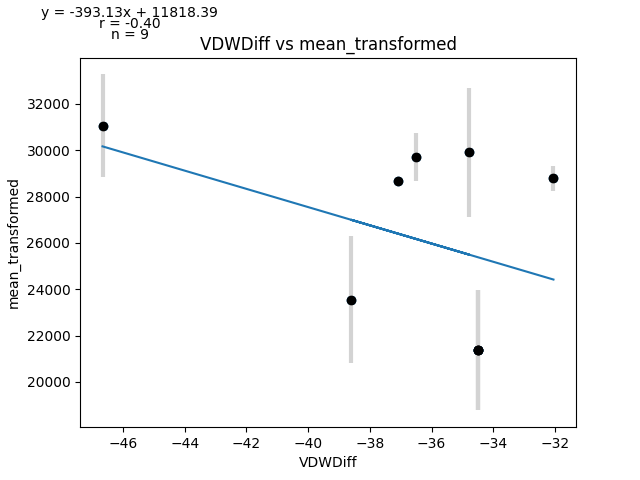 y = -393.13x + 11818.39
r = -0.40
n = 9
VDWDiff vs mean_transformed
mean_transformed
32000
30000
28000
26000
24000
22000
20000
−46 −44 −42 −40 −38 −36 −34 −32
VDWDiff